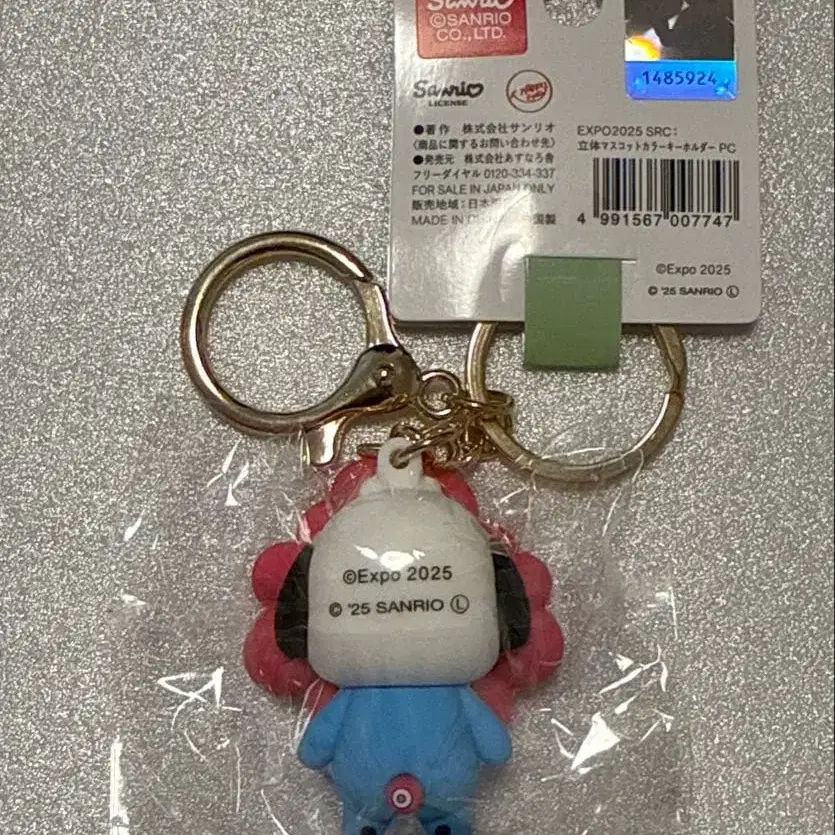 Sanrio
©SANRIO
CO., LTD.
1485924
Sanrio
LICENSE
●著作 株式会社サンリオ
〈商品に関するお問い合わせ先〉
●発売元 株式会社あすなろ舎
フリーダイヤル 0120-334-337
FOR SALE IN JAPAN ONLY
販売地域:日本
MADE IN 国製
EXPO2025 SRC:
立体マスコットカラーキーホルダー PC
4 991567 007747
©Expo 2025
© '25 SANRIO Ⓛ
©Expo 2025
© '25 SANRIO Ⓛ